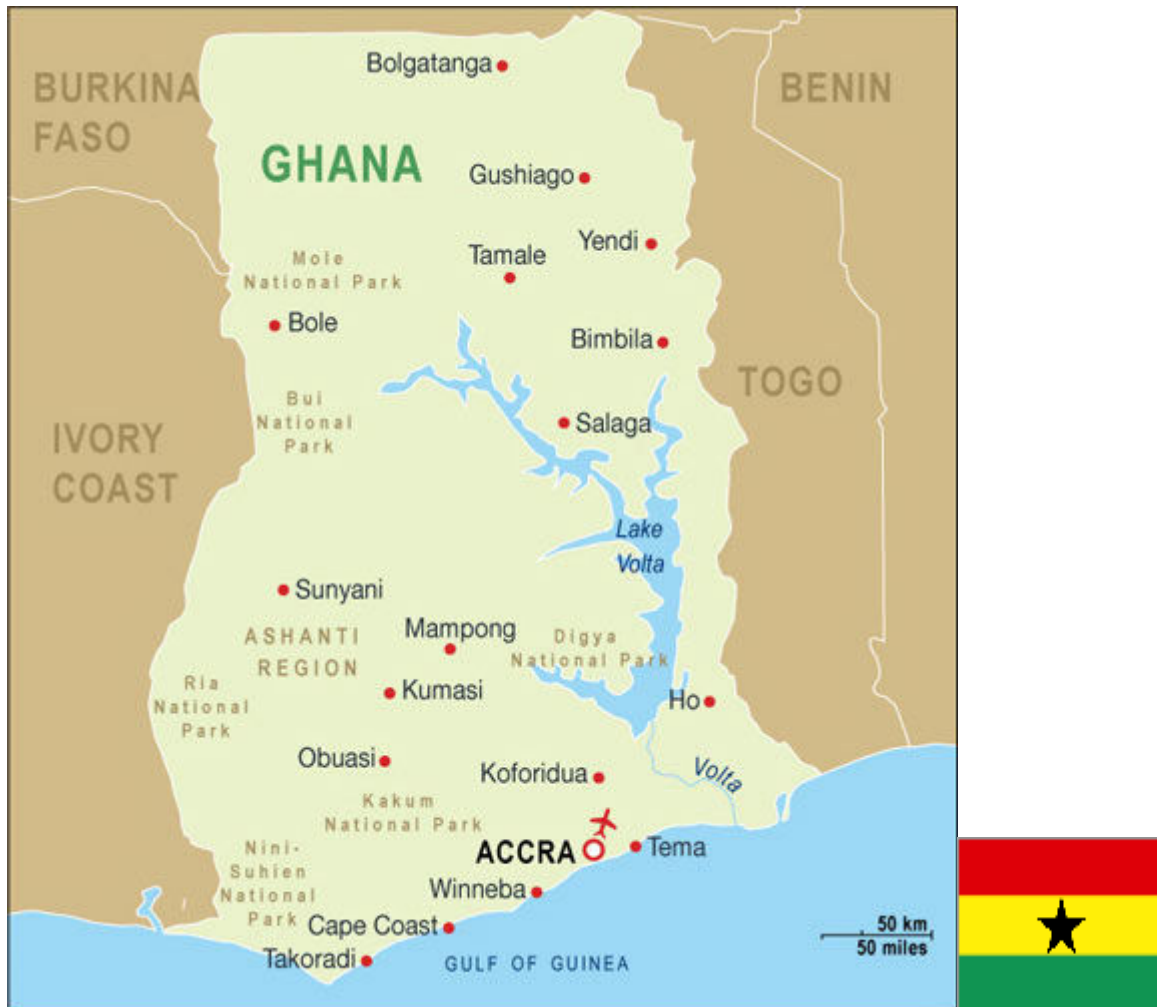 Bolgatanga
BURKINA
FASO
BENIN
GHANA
Gushiago
Yendi
Tamale
Mole
National Park
Bole
Bimbila
TOGO
Bui
National
Park
Salaga
IVORY
COAST
Lake
Volta
Sunyani
Mampong
ASHANTI
REGION
Digya
National Park
Ria
National
Park
Kumasi
Ho
Obuasi
Koforidua
Volta
Kakum
National Park
ACCRA
Tema
Nini-
Suhien
National
Park
Winneba
Cape Coast
50 km
50 miles
Takoradi
GULF OF GUINEA